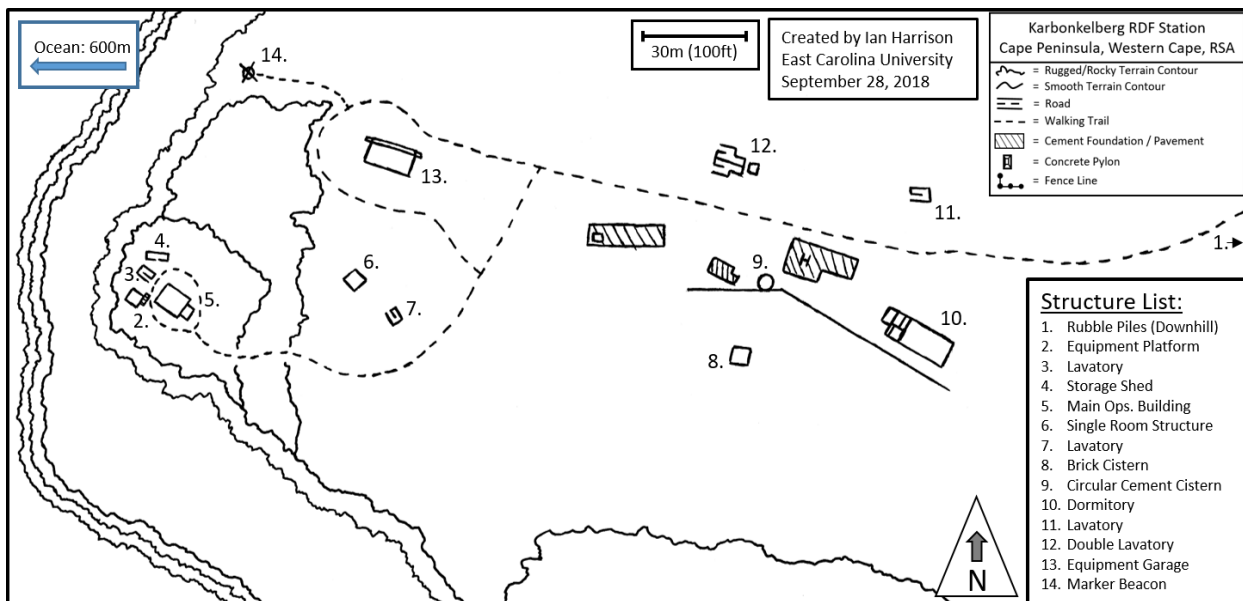 Ocean: 600m
14.
30m (100ft)
Created by Ian Harrison
East Carolina University
September 28, 2018
Karbonkelberg RDF Station
Cape Peninsula, Western Cape, RSA
= Rugged/Rocky Terrain Contour
= Smooth Terrain Contour
= Road
= Walking Trail
= Cement Foundation / Pavement
= Concrete Pylon
= Fence Line
12.
13.
11.
1.
4.
3.
5.
2.
6.
7.
9.
10.
8.
H
N
Structure List:
1. Rubble Piles (Downhill)
2. Equipment Platform
3. Lavatory
4. Storage Shed
5. Main Ops. Building
6. Single Room Structure
7. Lavatory
8. Brick Cistern
9. Circular Cement Cistern
10. Dormitory
11. Lavatory
12. Double Lavatory
13. Equipment Garage
14. Marker Beacon